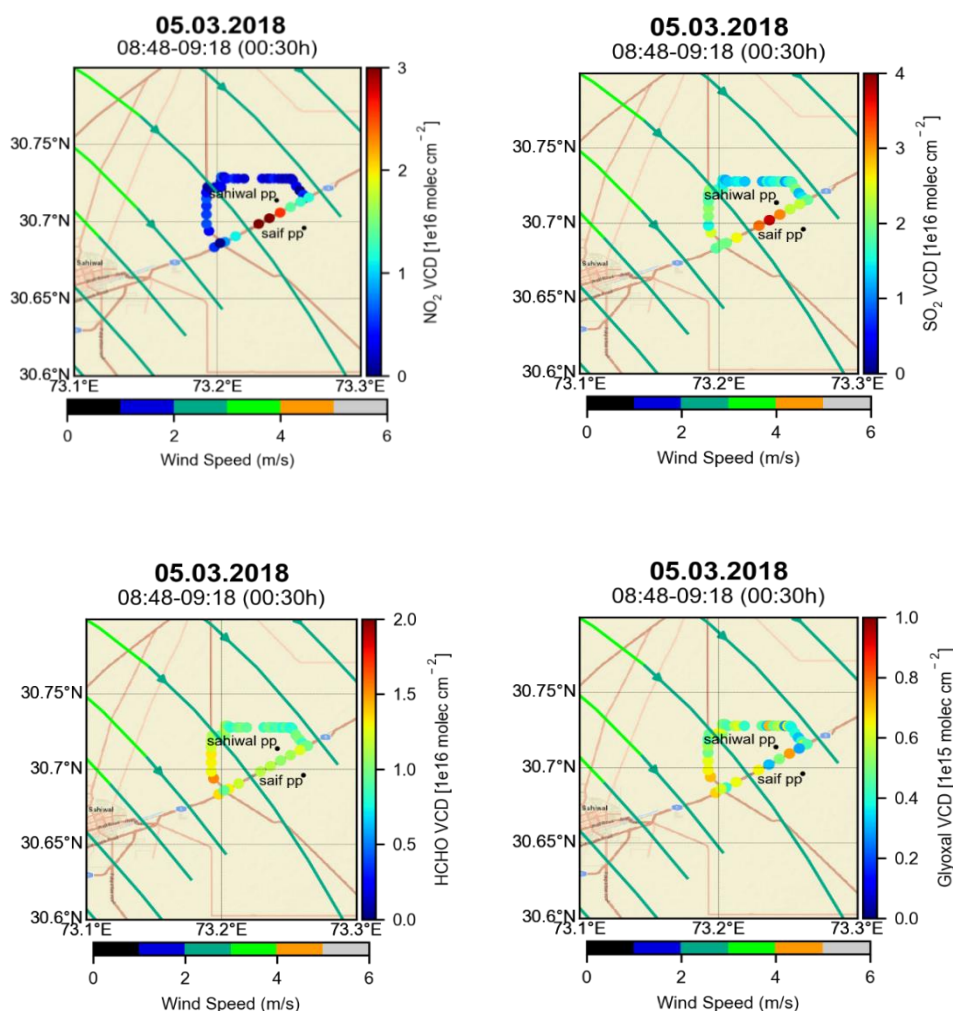 05.03.2018
08:48-09:18 (00:30h)
30.75°N
30.7°N
30.65°N
30.6°N
73.1°E
73.2°E
73.3°E
sahiwal pp
saif pp
Sahiwal
3
2
1
0
NO₂ VCD [1e16 molec cm⁻²]
0 2 4 6
Wind Speed (m/s)
05.03.2018
08:48-09:18 (00:30h)
30.75°N
30.7°N
30.65°N
30.6°N
73.1°E
73.2°E
73.3°E
sahiwal pp
saif pp
Sahiwal
4
3
2
1
0
SO₂ VCD [1e16 molec cm⁻²]
0 2 4 6
Wind Speed (m/s)
05.03.2018
08:48-09:18 (00:30h)
30.75°N
30.7°N
30.65°N
30.6°N
73.1°E
73.2°E
73.3°E
sahiwal pp
saif pp
Sahiwal
2.0
1.5
1.0
0.5
0.0
HCHO VCD [1e16 molec cm⁻²]
0 2 4 6
Wind Speed (m/s)
05.03.2018
08:48-09:18 (00:30h)
30.75°N
30.7°N
30.65°N
30.6°N
73.1°E
73.2°E
73.3°E
sahiwal pp
saif pp
Sahiwal
1.0
0.8
0.6
0.4
0.2
0.0
Glyoxal VCD [1e15 molec cm⁻²]
0 2 4 6
Wind Speed (m/s)